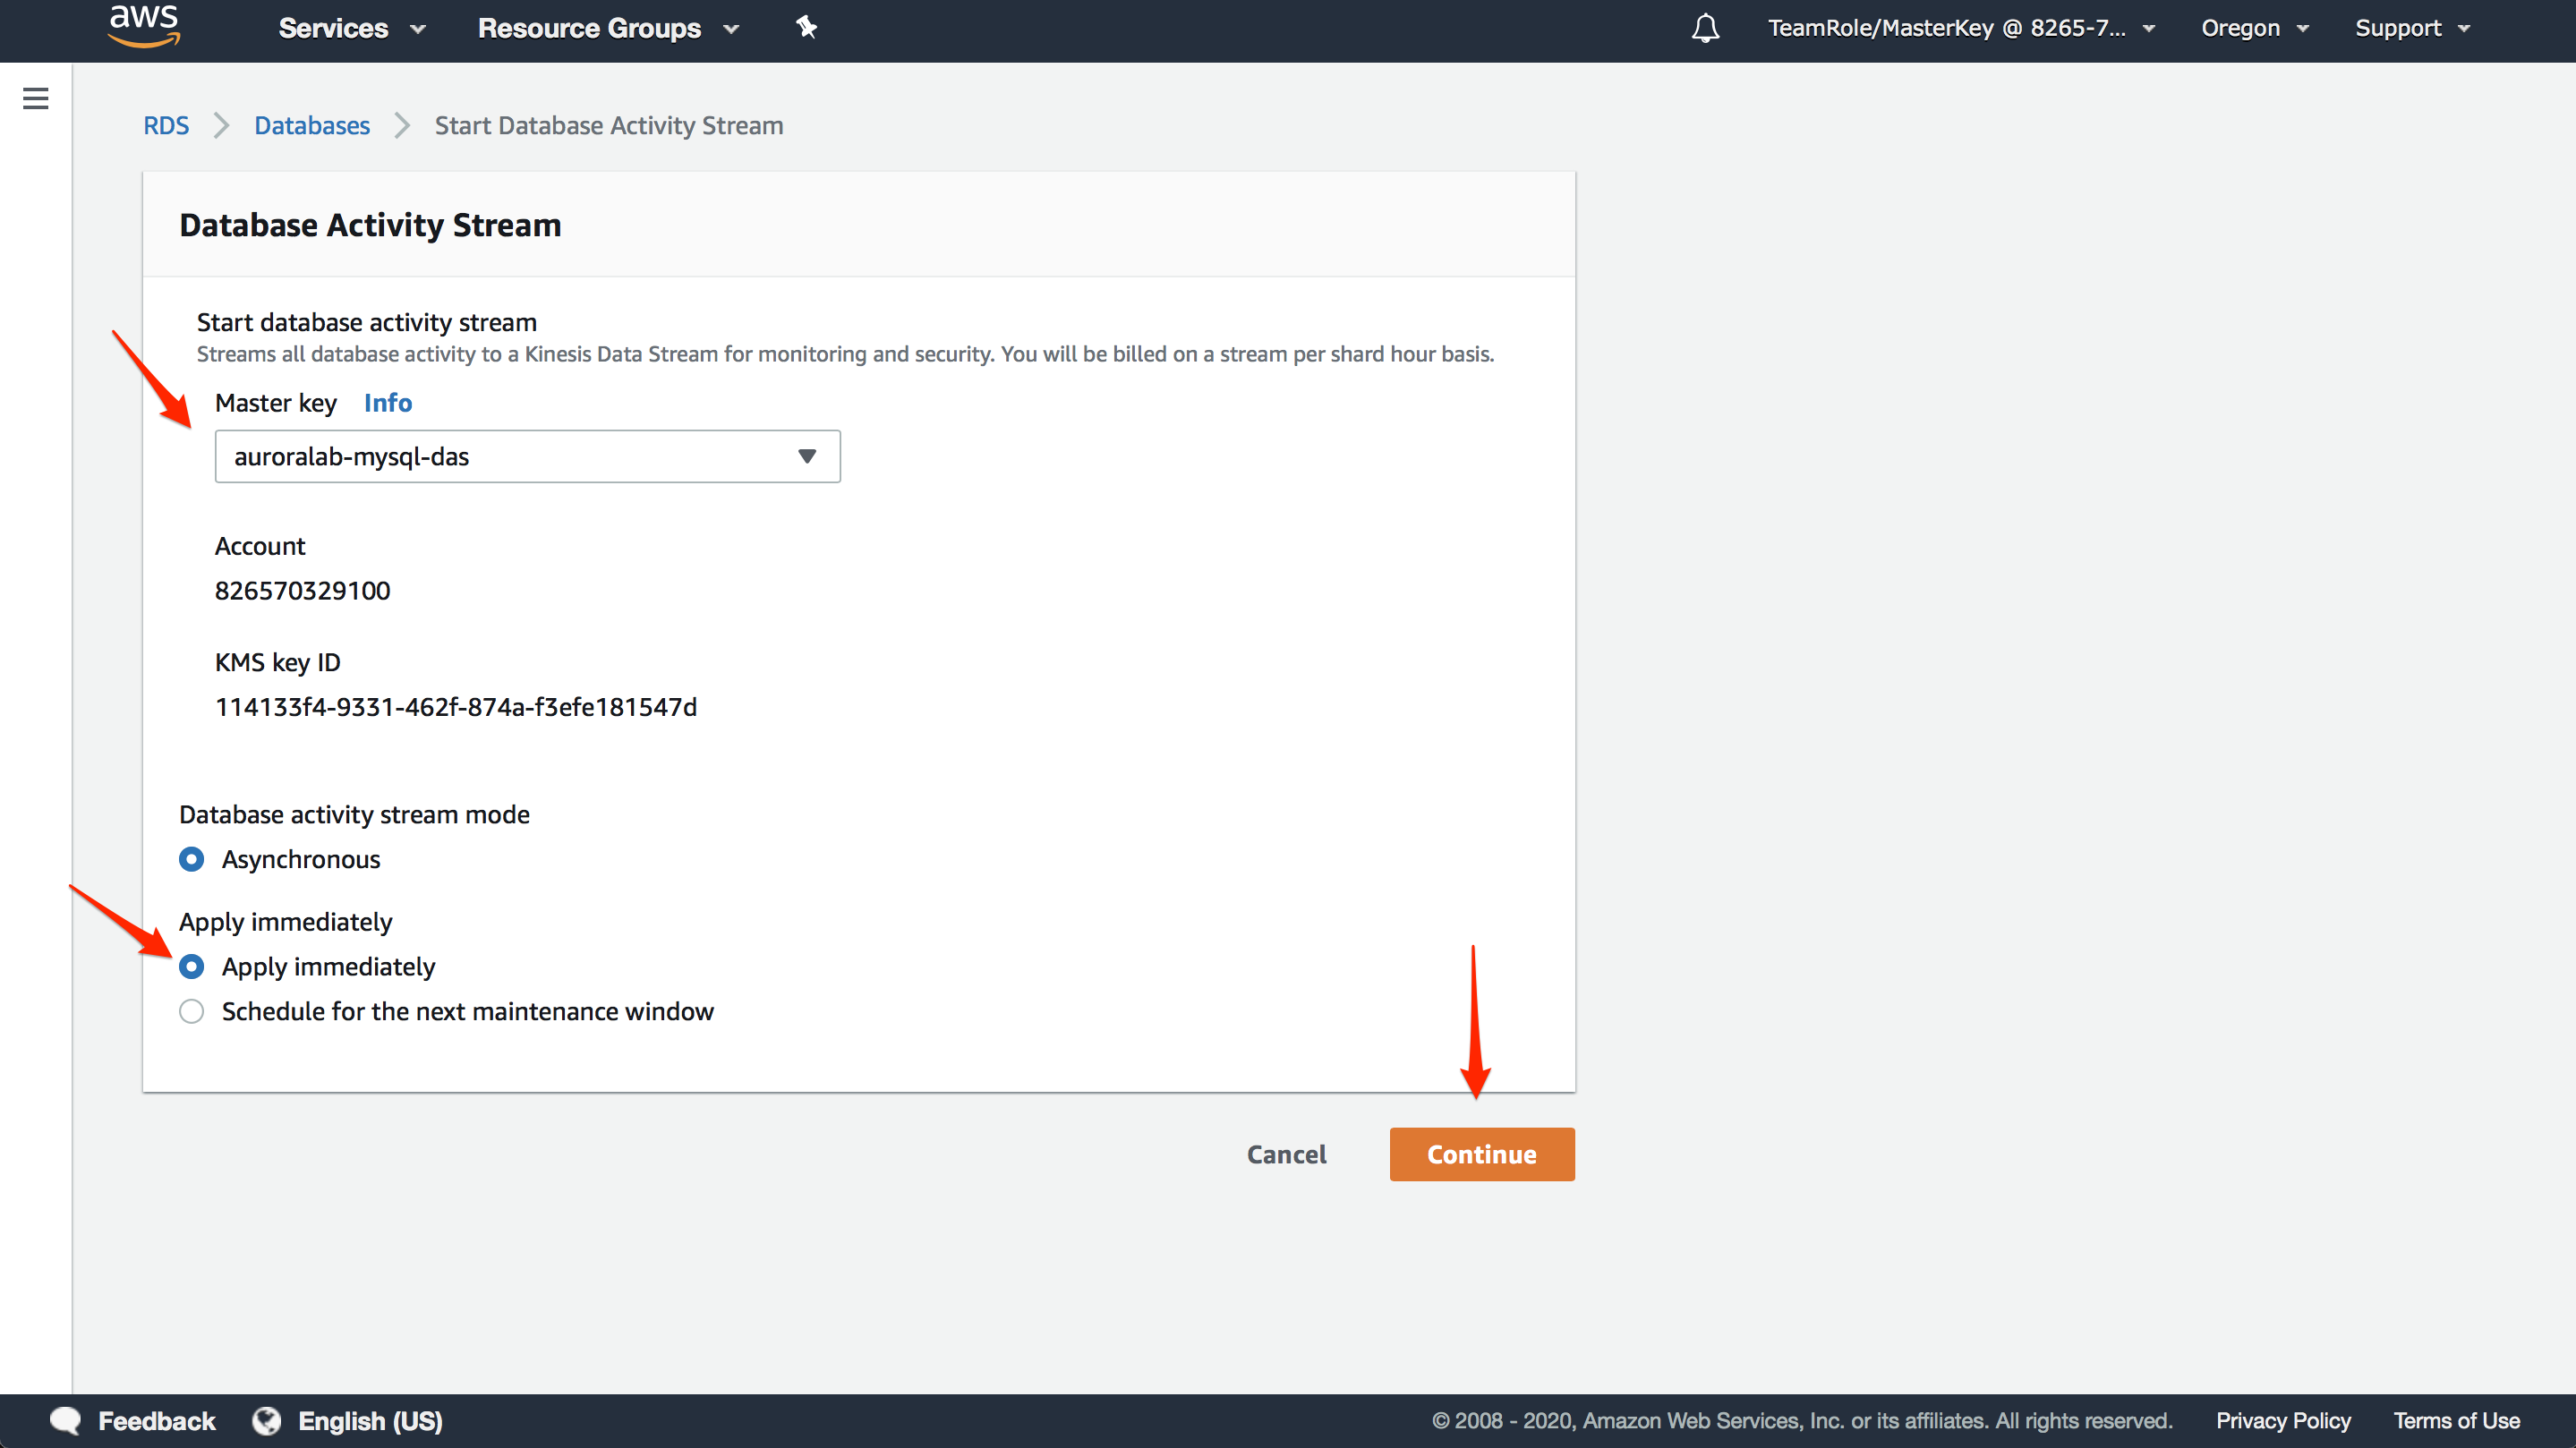 aws
Services
Resource Groups
TeamRole/MasterKey @ 8265-7...
Oregon
Support
RDS
Databases
Start Database Activity Stream
Database Activity Stream
Start database activity stream
Streams all database activity to a Kinesis Data Stream for monitoring and security. You will be billed on a stream per shard hour basis.
Master key Info
auroralab-mysql-das
Account
826570329100
KMS key ID
114133f4-9331-462f-874a-f3efe181547d
Database activity stream mode
Asynchronous
Apply immediately
Apply immediately
Schedule for the next maintenance window
Cancel
Continue
Feedback
English (US)
© 2008 - 2020, Amazon Web Services, Inc. or its affiliates. All rights reserved.
Privacy Policy
Terms of Use